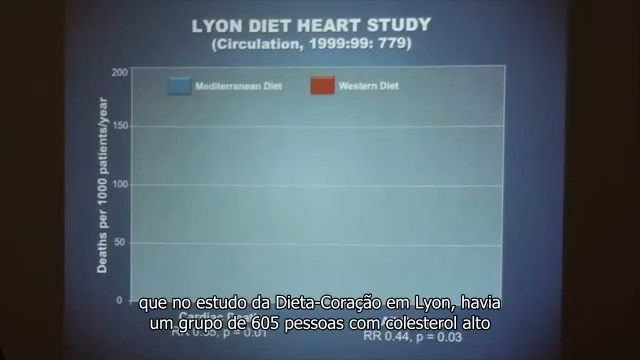 LYON DIET HEART STUDY
(Circulation, 1999:99: 779)
Mediterranean Diet
Western Diet
Deaths per 1000 patients/year
200
150
100
50
0
que no estudo da Dieta-Coração em Lyon, havia
um grupo de 605 pessoas com colesterol alto
Cardiac
RR 0.44, p = 0.03